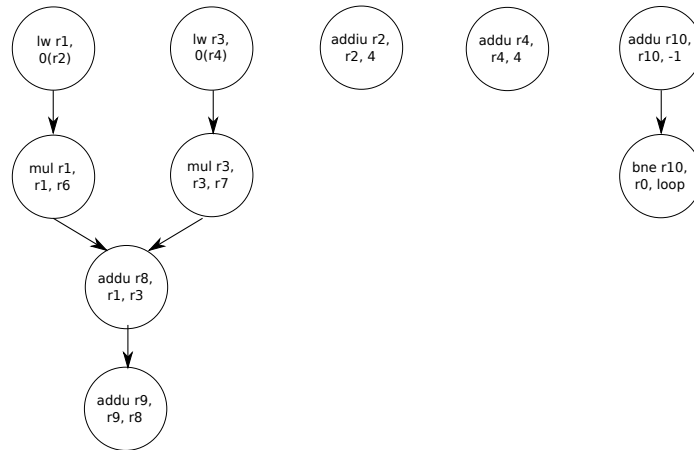 lw r1,
0(r2)
lw r3,
0(r4)
addiu r2,
r2, 4
addu r4,
r4, 4
addu r10,
r10, -1
mul r1,
r1, r6
mul r3,
r3, r7
bne r10,
r0, loop
addu r8,
r1, r3
addu r9,
r9, r8